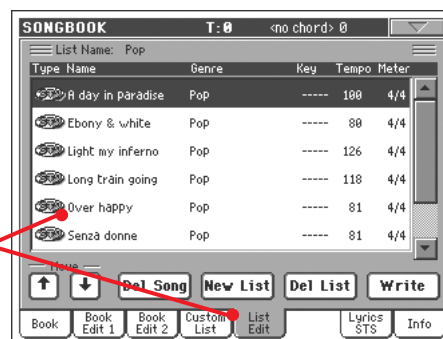 SONGBOOK T:0 <no chord> 0
List Name: Pop
Type Name Genre Key Tempo Meter
A day in paradise Pop ----- 100 4/4
Ebony & white Pop ----- 80 4/4
Light my inferno Pop ----- 126 4/4
Long train going Pop ----- 118 4/4
Over happy Pop ----- 81 4/4
Senza donne Pop ----- 81 4/4
Move
Del Song New List Del List Write
Book Book Edit 1 Book Edit 2 Custom List List Edit Lyrics STS Info